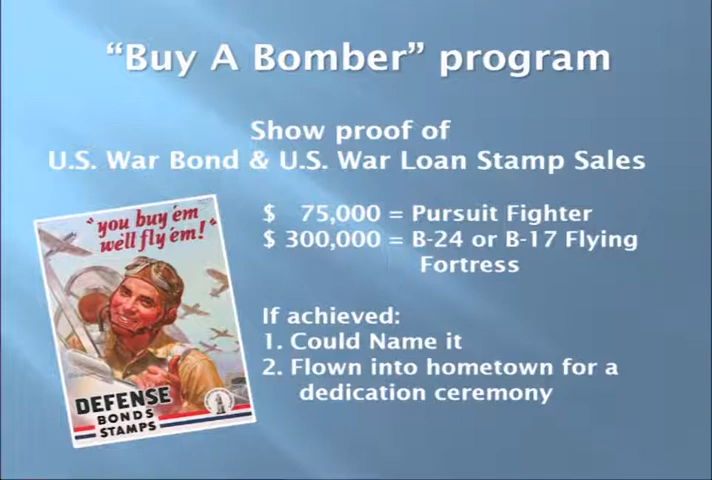 “Buy A Bomber” program
Show proof of
U.S. War Bond & U.S. War Loan Stamp Sales
$ 75,000 = Pursuit Fighter
$ 300,000 = B-24 or B-17 Flying
Fortress
If achieved:
1. Could Name it
2. Flown into hometown for a
dedication ceremony
"you buy 'em
we'll fly 'em!"
DEFENSE
BONDS
STAMPS